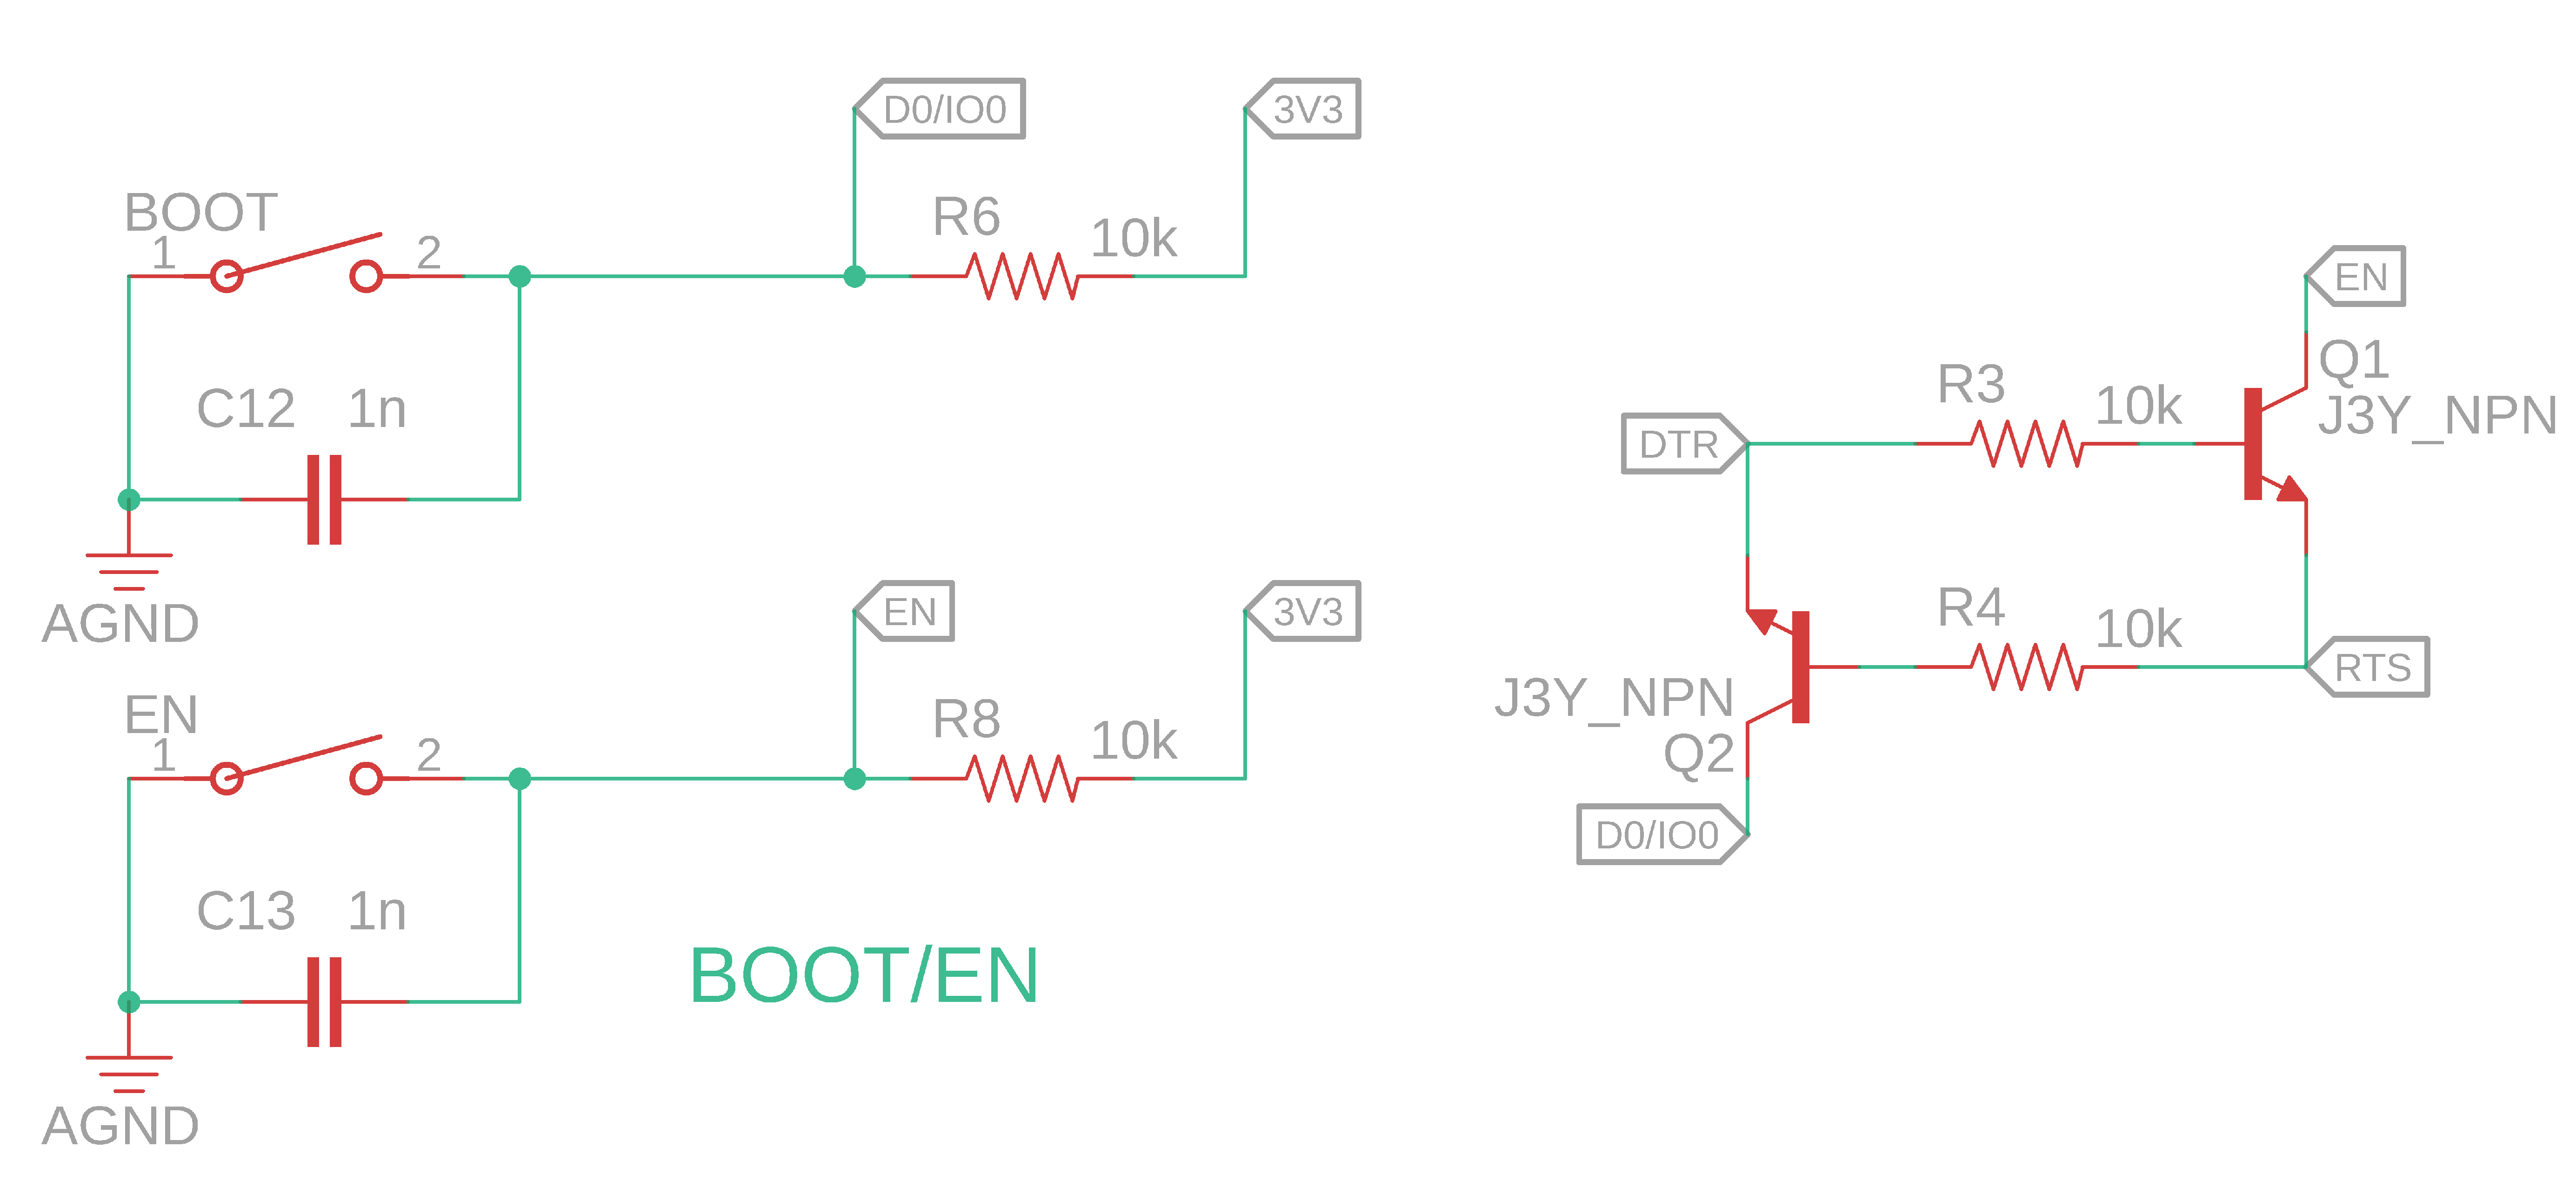 D0/IO0
3V3
BOOT
1
2
R6
10k
C12
1n
AGND
EN
3V3
EN
1
2
R8
10k
C13
1n
AGND
BOOT/EN
EN
Q1
J3Y_NPN
R3
10k
DTR
R4
10k
RTS
J3Y_NPN
Q2
D0/IO0